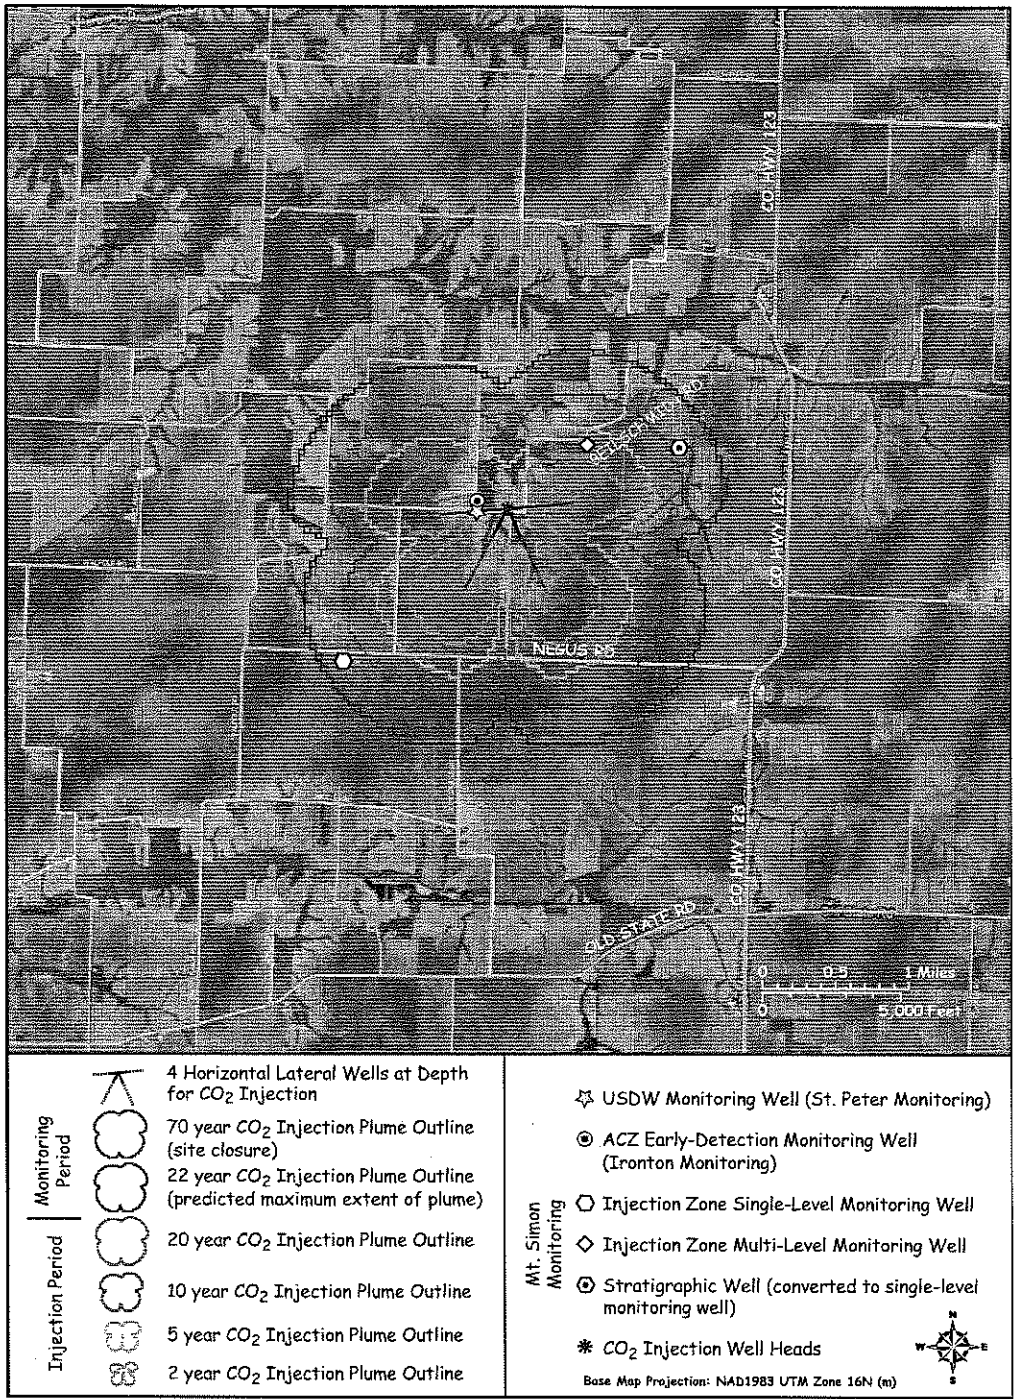 CO HWY 123
CO HWY 123
NEGUS RD
CO HWY 123
OLD STATE RD
0 0.5 1 Miles
0 5,000 Feet
Monitoring Period
Injection Period
4 Horizontal Lateral Wells at Depth
for CO₂ Injection
70 year CO₂ Injection Plume Outline
(site closure)
22 year CO₂ Injection Plume Outline
(predicted maximum extent of plume)
20 year CO₂ Injection Plume Outline
10 year CO₂ Injection Plume Outline
5 year CO₂ Injection Plume Outline
2 year CO₂ Injection Plume Outline
USDW Monitoring Well (St. Peter Monitoring)
ACZ Early-Detection Monitoring Well
(Ironton Monitoring)
Mt. Simon
Monitoring
Injection Zone Single-Level Monitoring Well
Injection Zone Multi-Level Monitoring Well
Stratigraphic Well (converted to single-level
monitoring well)
CO₂ Injection Well Heads
N
W E
S
Base Map Projection: NAD1983 UTM Zone 16N (m)